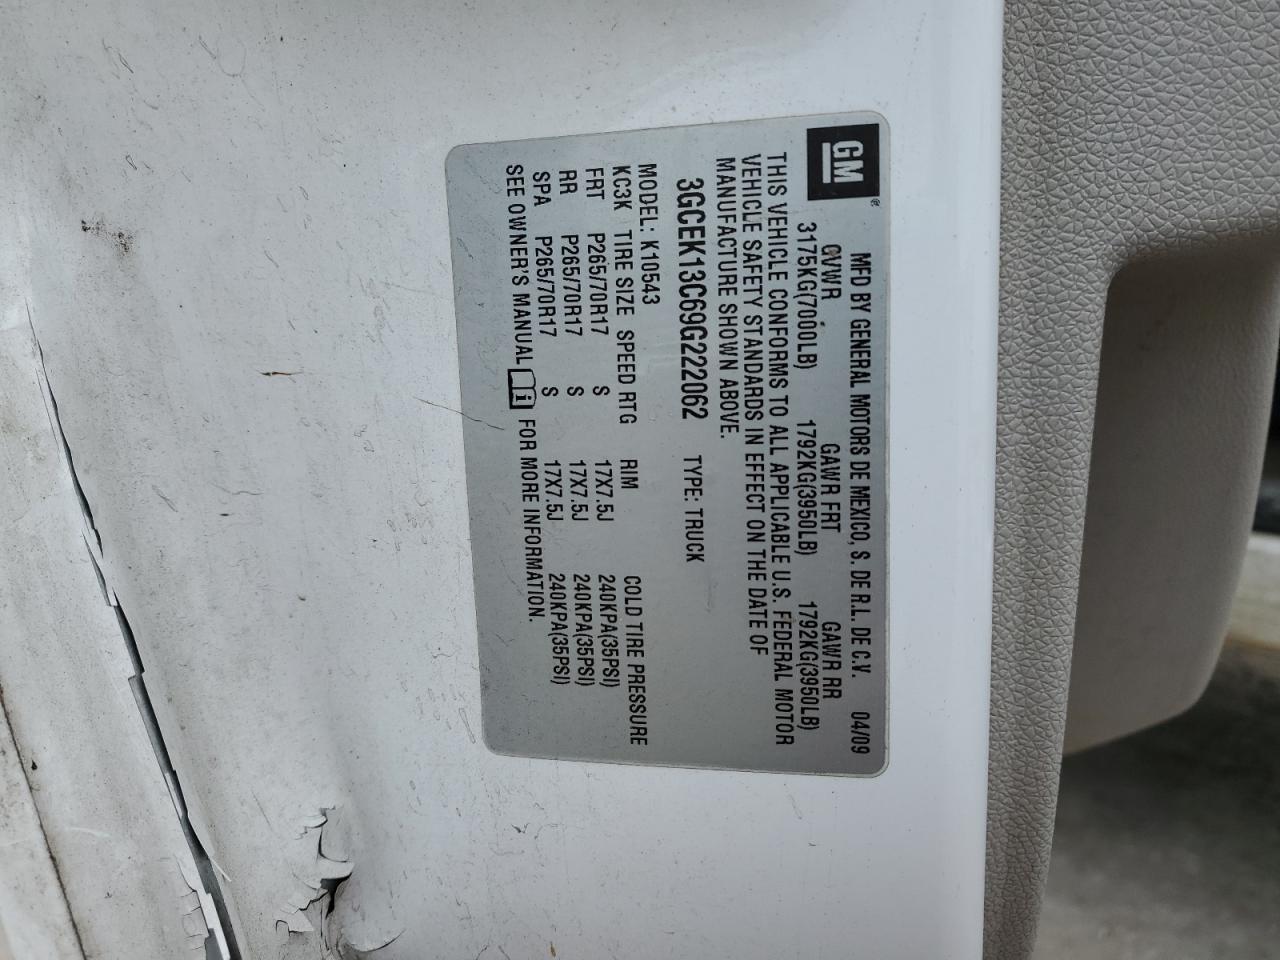 GM ®
MFD BY GENERAL MOTORS DE MEXICO, S. DE R.L. DE C.V. 04/09
GVWR GAWR FRT GAWR RR
3175KG(7000LB) 1792KG(3950LB) 1792KG(3950LB)
THIS VEHICLE CONFORMS TO ALL APPLICABLE U.S. FEDERAL MOTOR
VEHICLE SAFETY STANDARDS IN EFFECT ON THE DATE OF
MANUFACTURE SHOWN ABOVE.
3GCEK13C69G222062 TYPE: TRUCK
MODEL: K10543
KC3K TIRE SIZE SPEED RTG RIM COLD TIRE PRESSURE
FRT P265/70R17 S 17X7.5J 240KPA(35PSI)
RR P265/70R17 S 17X7.5J 240KPA(35PSI)
SPA P265/70R17 S 17X7.5J 240KPA(35PSI)
SEE OWNER'S MANUAL i FOR MORE INFORMATION.